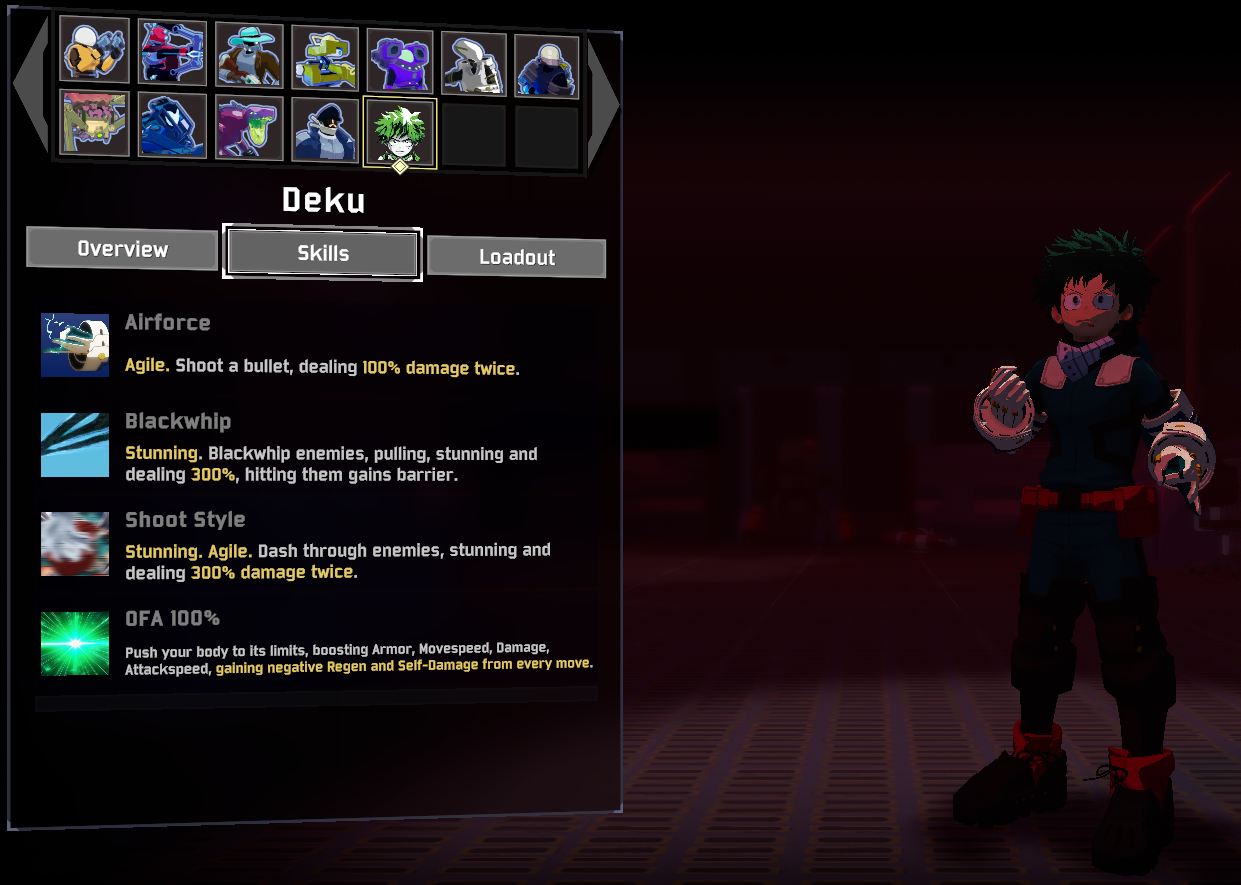 Deku
Overview
Skills
Loadout
Airforce
Agile. Shoot a bullet, dealing 100% damage twice.
Blackwhip
Stunning. Blackwhip enemies, pulling, stunning and
dealing 300%, hitting them gains barrier.
Shoot Style
Stunning. Agile. Dash through enemies, stunning and
dealing 300% damage twice.
OFA 100%
Push your body to its limits, boosting Armor, Movespeed, Damage,
Attackspeed, gaining negative Regen and Self-Damage from every move.